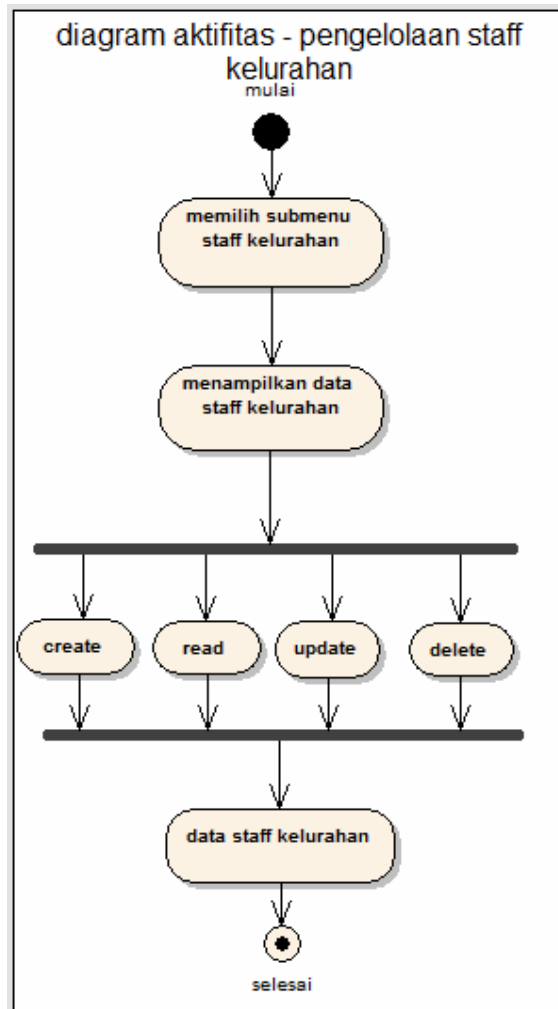 diagram aktifitas - pengelolaan staff
kelurahan
mulai
memilih submenu
staff kelurahan
menampilkan data
staff kelurahan
create
read
update
delete
data staff kelurahan
selesai